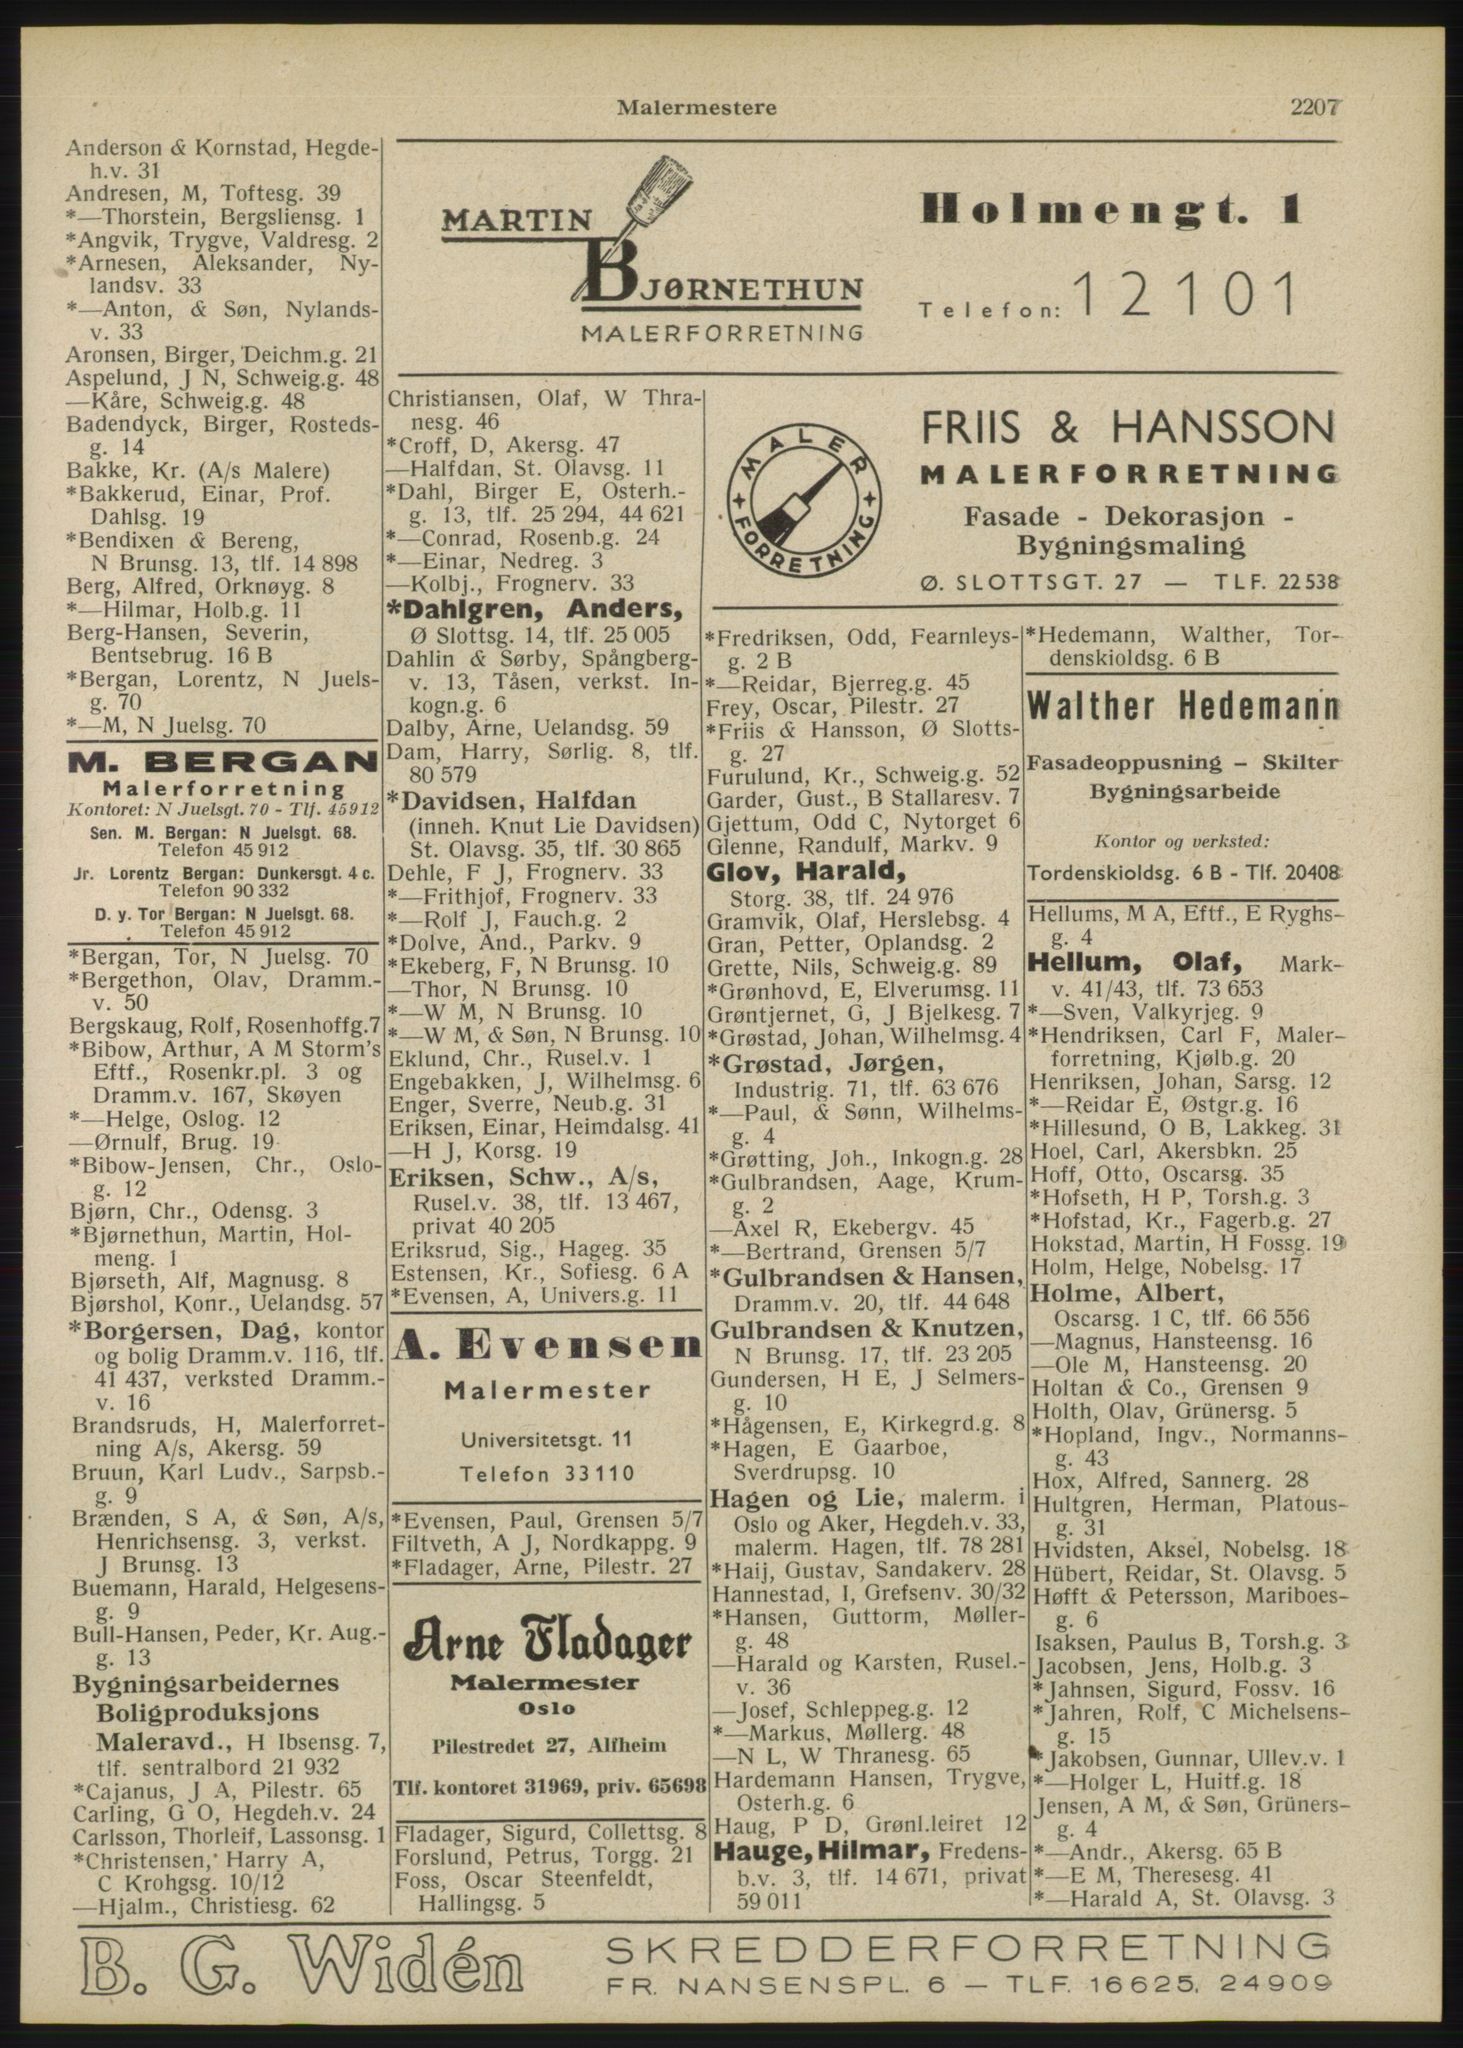 Malermestere
2207
MARTIN
BJØRNETHUN
MALERFORRETNING
Holmengt. 1
Telefon: 12101
Anderson & Kornstad, Hegde-
h.v. 31
Andresen, M, Toftesg. 39
*—Thorstein, Bergsliensg. 1
*Angvik, Trygve, Valdresg. 2
*Arnesen, Aleksander, Ny-
landsv. 33
*—Anton, & Søn, Nylands-
v. 33
Aronsen, Birger, Deichm.g. 21
Aspelund, J N, Schweig.g. 48
—Kåre, Schweig.g. 48
Badendyck, Birger, Rosteds-
g. 14
Bakke, Kr. (A/s Malere)
*Bakkerud, Einar, Prof.
Dahlsg. 19
*Bendixen & Bereng,
N Brunsg. 13, tlf. 14 898
Berg, Alfred, Orknøyg. 8
*—Hilmar, Holb.g. 11
Berg-Hansen, Severin,
Bentsebrug. 16 B
*Bergan, Lorentz, N Juels-
g. 70
*—M, N Juelsg. 70
M. BERGAN
Malerforretning
Kontoret: N Juelsgt. 70 - Tlf. 45912
Sen. M. Bergan: N Juelsgt. 68.
Telefon 45 912
Jr. Lorentz Bergan: Dunkersgt. 4 c.
Telefon 90 332
D. y. Tor Bergan: N Juelsgt. 68.
Telefon 45 912
*Bergan, Tor, N Juelsg. 70
*Bergethon, Olav, Dramm.-
v. 50
Bergskaug, Rolf, Rosenhoffg.7
*Bibow, Arthur, A M Storm's
Eftf., Rosenkr.pl. 3 og
Dramm.v. 167, Skøyen
*—Helge, Oslog. 12
—Ørnulf, Brug. 19
*Bibow-Jensen, Chr., Oslo-
g. 12
Bjørn, Chr., Odensg. 3
*Bjørnethun, Martin, Hol-
meng. 1
Bjørseth, Alf, Magnusg. 8
Bjørshol, Konr., Uelandsg. 57
*Borgersen, Dag, kontor
og bolig Dramm.v. 116, tlf.
41 437, verksted Dramm.-
v. 16
Brandsruds, H, Malerforret-
ning A/s, Akersg. 59
Bruun, Karl Ludv., Sarpsb.-
g. 9
Brænden, S A, & Søn, A/s,
Henrichsensg. 3, verkst.
J Brunsg. 13
Buemann, Harald, Helgesens-
g. 9
Bull-Hansen, Peder, Kr. Aug.-
g. 13
Bygningsarbeidernes
Boligproduksjons
Maleravd., H Ibsensg. 7,
tlf. sentralbord 21 932
*Cajanus, J A, Pilestr. 65
Carling, G O, Hegdeh.v. 24
Carlsson, Thorleif, Lassonsg. 1
*Christensen, Harry A,
C Krohgsg. 10/12
—Hjalm., Christiesg. 62
Christiansen, Olaf, W Thra-
nesg. 46
*Croff, D, Akersg. 47
—Halfdan, St. Olavsg. 11
*Dahl, Birger E, Osterh.-
g. 13, tlf. 25 294, 44 621
*—Conrad, Rosenb.g. 24
*—Einar, Nedreg. 3
—Kolbj., Frognerv. 33
*Dahlgren, Anders,
Ø Slottsg. 14, tlf. 25 005
Dahlin & Sørby, Spångberg-
v. 13, Tåsen, verkst. In-
kogn.g. 6
Dalby, Arne, Uelandsg. 59
Dam, Harry, Sørlig. 8, tlf.
80 579
*Davidsen, Halfdan
(inneh. Knut Lie Davidsen)
St. Olavsg. 35, tlf. 30 865
Dehle, F J, Frognerv. 33
*—Frithjof, Frognerv. 33
*—Rolf J, Fauch.g. 2
*Dolve, And., Parkv. 9
*Ekeberg, F, N Brunsg. 10
—Thor, N Brunsg. 10
*—W M, N Brunsg. 10
*—W M, & Søn, N Brunsg. 10
Eklund, Chr., Rusel.v. 1
Engebakken, J, Wilhelmsg. 6
Enger, Sverre, Neub.g. 31
Eriksen, Einar, Heimdalsg. 41
—H J, Korsg. 19
Eriksen, Schw., A/s,
Rusel.v. 38, tlf. 13 467,
privat 40 205
Eriksrud, Sig., Hageg. 35
Estensen, Kr., Sofiesg. 6 A
*Evensen, A, Univers.g. 11
A. Evensen
Malermester
Universitetsgt. 11
Telefon 33110
*Evensen, Paul, Grensen 5/7
Filtveth, A J, Nordkappg. 9
*Fladager, Arne, Pilestr. 27
Arne Fladager
Malermester
Oslo
Pilestredet 27, Alfheim
Tlf. kontoret 31969, priv. 65698
Fladager, Sigurd, Collettsg. 8
Forslund, Petrus, Torgg. 21
Foss, Oscar Steenfeldt,
Hallingsg. 5
MALER
FORRETNING
FRIIS & HANSSON
MALERFORRETNING
Fasade - Dekorasjon -
Bygningsmaling
Ø. SLOTTSGT. 27 — TLF. 22538
*Fredriksen, Odd, Fearnleys-
g. 2 B
*—Reidar, Bjerreg.g. 45
Frey, Oscar, Pilestr. 27
*Friis & Hansson, Ø Slotts-
g. 27
Furulund, Kr., Schweig.g. 52
Garder, Gust., B Stallaresv. 7
Gjettum, Odd C, Nytorget 6
Glenne, Randulf, Markv. 9
Glov, Harald,
Storg. 38, tlf. 24 976
Gramvik, Olaf, Herslebsg. 4
Gran, Petter, Oplandsg. 2
Grette, Nils, Schweig.g. 89
*Grønhovd, E, Elverumsg. 11
Grøntjernet, G, J Bjelkesg. 7
*Grøstad, Johan, Wilhelmsg. 4
*Grøstad, Jørgen,
Industrig. 71, tlf. 63 676
*—Paul, & Sønn, Wilhelms-
g. 4
*Grøtting, Joh., Inkogn.g. 28
*Gulbrandsen, Aage, Krum-
g. 2
—Axel R, Ekebergv. 45
*—Bertrand, Grensen 5/7
*Gulbrandsen & Hansen,
Dramm.v. 20, tlf. 44 648
Gulbrandsen & Knutzen,
N Brunsg. 17, tlf. 23 205
Gundersen, H E, J Selmers-
g. 10
*Hågensen, E, Kirkegrd.g. 8
*Hagen, E Gaarboe,
Sverdrupsg. 10
Hagen og Lie, malerm. i
Oslo og Aker, Hegdeh.v. 33,
malerm. Hagen, tlf. 78 281
*Haij, Gustav, Sandakerv. 28
Hannestad, I, Grefsenv. 30/32
*Hansen, Guttorm, Møller-
g. 48
—Harald og Karsten, Rusel.-
v. 36
—Josef, Schleppeg.g. 12
*—Markus, Møllerg. 48
—N L, W Thranesg. 65
Hardemann Hansen, Trygve,
Osterh.g. 6
Haug, P D, Grønl.leiret 12
Hauge, Hilmar, Fredens-
b.v. 3, tlf. 14 671, privat
59 011
*Hedemann, Walther, Tor-
denskioldsg. 6 B
Walther Hedemann
Fasadeoppusning – Skilter
Bygningsarbeide
Kontor og verksted:
Tordenskioldsg. 6 B - Tlf. 20408
Hellums, M A, Eftf., E Ryghs-
g. 4
Hellum, Olaf, Mark-
v. 41/43, tlf. 73 653
*—Sven, Valkyrjeg. 9
*Hendriksen, Carl F, Maler-
forretning, Kjølb.g. 20
Henriksen, Johan, Sarsg. 12
*—Reidar E, Østgr.g. 16
*Hillesund, O B, Lakkeg. 31
Hoel, Carl, Akersbkn. 25
Hoff, Otto, Oscarsg. 35
*Hofseth, H P, Torsh.g. 3
*Hofstad, Kr., Fagerb.g. 27
Hokstad, Martin, H Fossg. 19
Holm, Helge, Nobelsg. 17
Holme, Albert,
Oscarsg. 1 C, tlf. 66 556
—Magnus, Hansteensg. 16
—Ole M, Hansteensg. 20
Holtan & Co., Grensen 9
Holth, Olav, Grünersg. 5
*Hopland, Ingv., Normanns-
g. 43
Hox, Alfred, Sannerg. 28
Hultgren, Herman, Platous-
g. 31
Hvidsten, Aksel, Nobelsg. 18
Hübert, Reidar, St. Olavsg. 5
Høfft & Petersson, Mariboes-
g. 6
Isaksen, Paulus B, Torsh.g. 3
Jacobsen, Jens, Holb.g. 3
*Jahnsen, Sigurd, Fossv. 16
*Jahren, Rolf, C Michelsens-
g. 15
*Jakobsen, Gunnar, Ullev.v. 1
*—Holger L, Huitf.g. 18
Jensen, A M, & Søn, Grüners-
g. 4
*—Andr., Akersg. 65 B
*—E M, Theresesg. 41
*—Harald A, St. Olavsg. 3
B. G. Widén
SKREDDERFORRETNING
FR. NANSENSPL. 6 — TLF. 16625, 24909